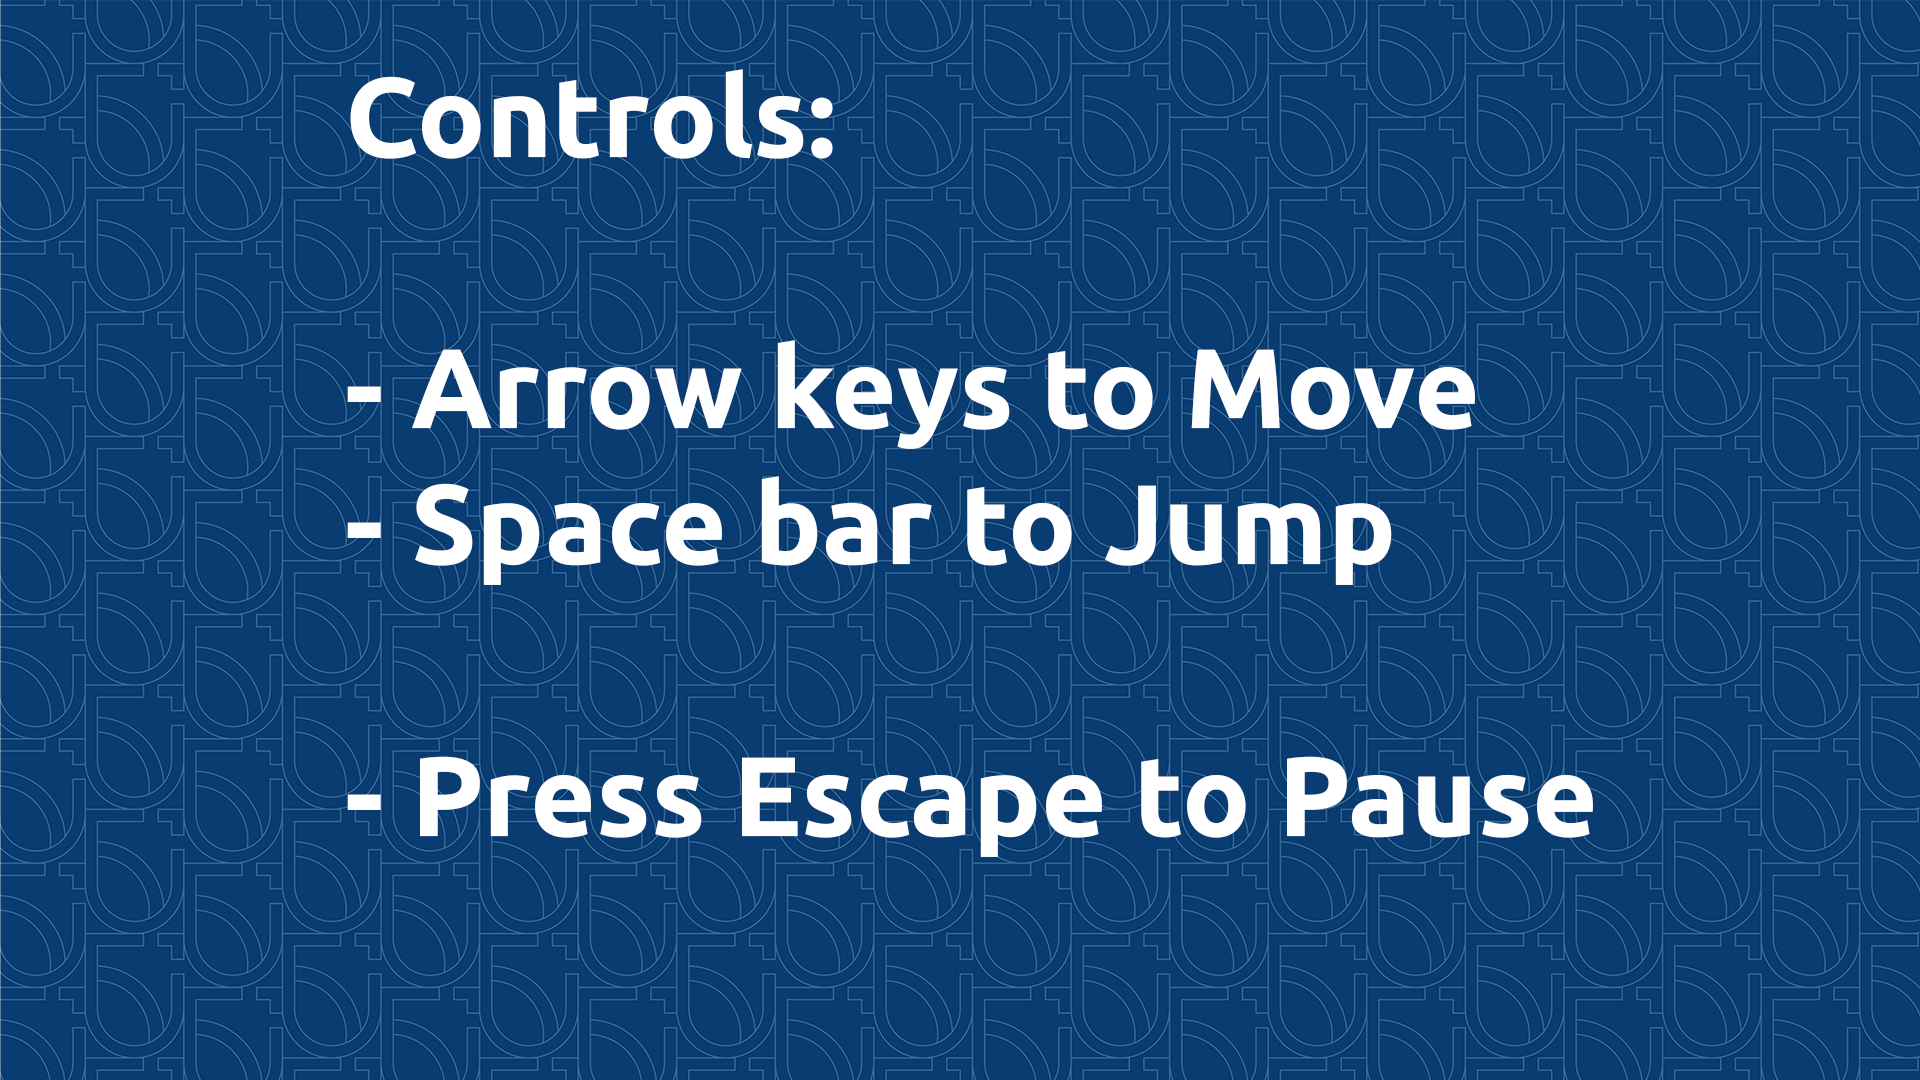 Controls:
- Arrow keys to Move
- Space bar to Jump
- Press Escape to Pause